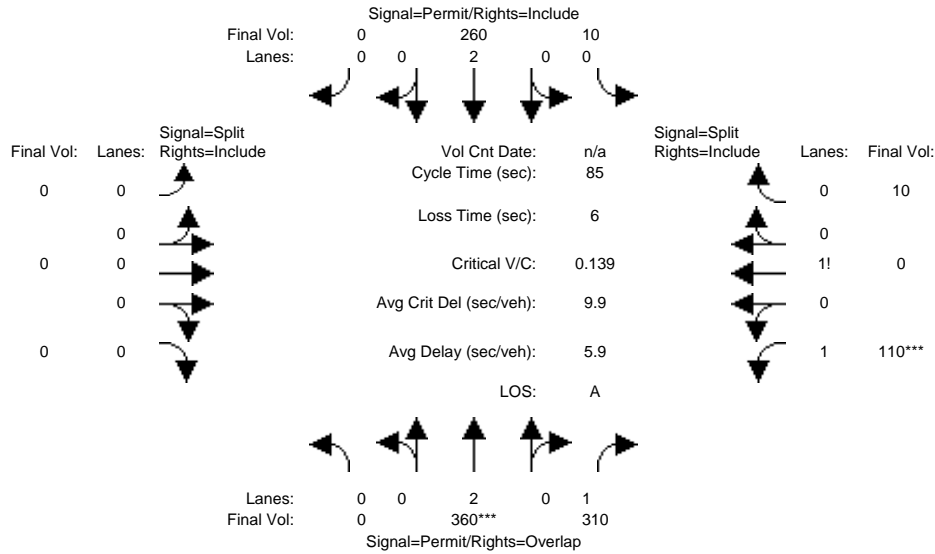 Signal=Permit/Rights=Include
Final Vol: 0 260 10
Lanes: 0 0 2 0 0
Signal=Split
Final Vol: Lanes: Rights=Include
Vol Cnt Date: n/a
Signal=Split
Rights=Include Lanes: Final Vol:
Cycle Time (sec): 85
0 0
0 10
Loss Time (sec): 6
0
0
0 0
Critical V/C: 0.139
1! 0
0
Avg Crit Del (sec/veh): 9.9
0
0 0
Avg Delay (sec/veh): 5.9
1 110***
LOS: A
Lanes: 0 0 2 0 1
Final Vol: 0 360*** 310
Signal=Permit/Rights=Overlap